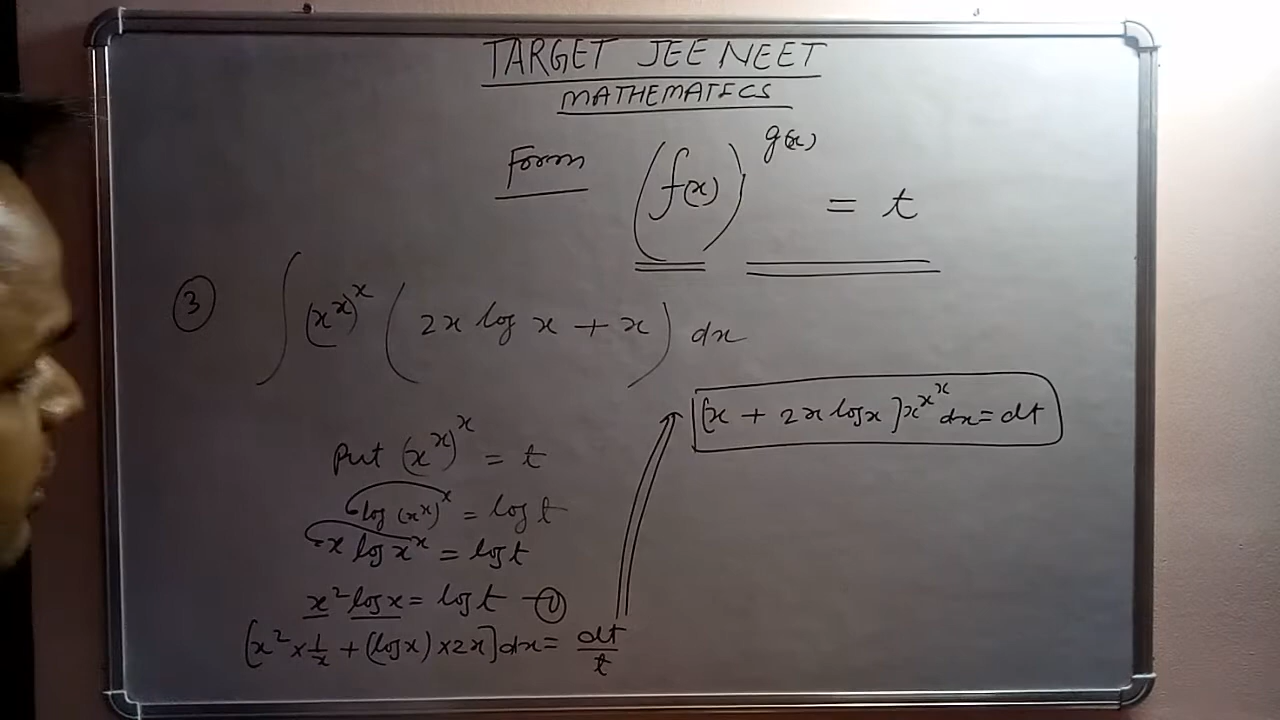 TARGET JEE NEET
MATHEMATICS
Form (f(x))^g(x) = t
③ ∫ (x^x)^x (2x log x + x) dx
[x + 2x log x] x^x^x dx = dt
Put (x^x)^x = t
log (x^x)^x = log t
x log x^x = log t
x² log x = log t —①
[x² × 1/x + (log x) × 2x] dx = dt/t